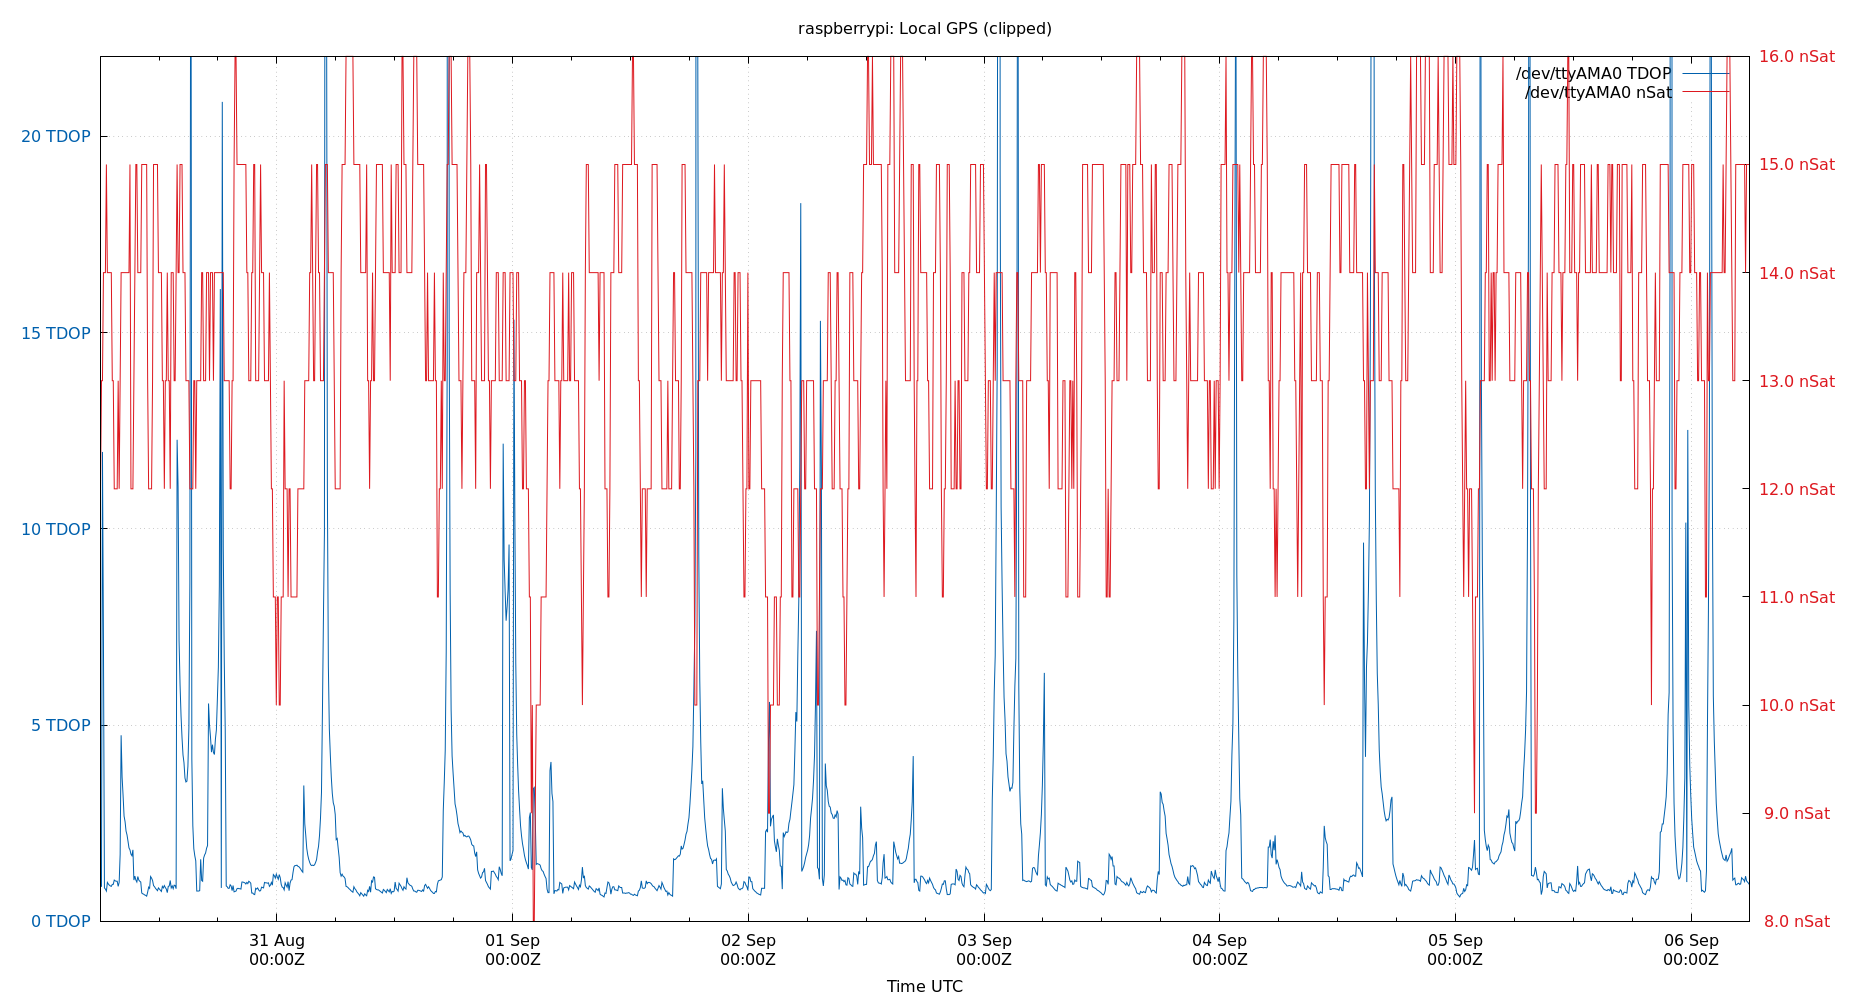 raspberrypi: Local GPS (clipped)
/dev/ttyAMA0 TDOP
/dev/ttyAMA0 nSat
20 TDOP
15 TDOP
10 TDOP
5 TDOP
0 TDOP
16.0 nSat
15.0 nSat
14.0 nSat
13.0 nSat
12.0 nSat
11.0 nSat
10.0 nSat
9.0 nSat
8.0 nSat
31 Aug
00:00Z
01 Sep
00:00Z
02 Sep
00:00Z
03 Sep
00:00Z
04 Sep
00:00Z
05 Sep
00:00Z
06 Sep
00:00Z
Time UTC